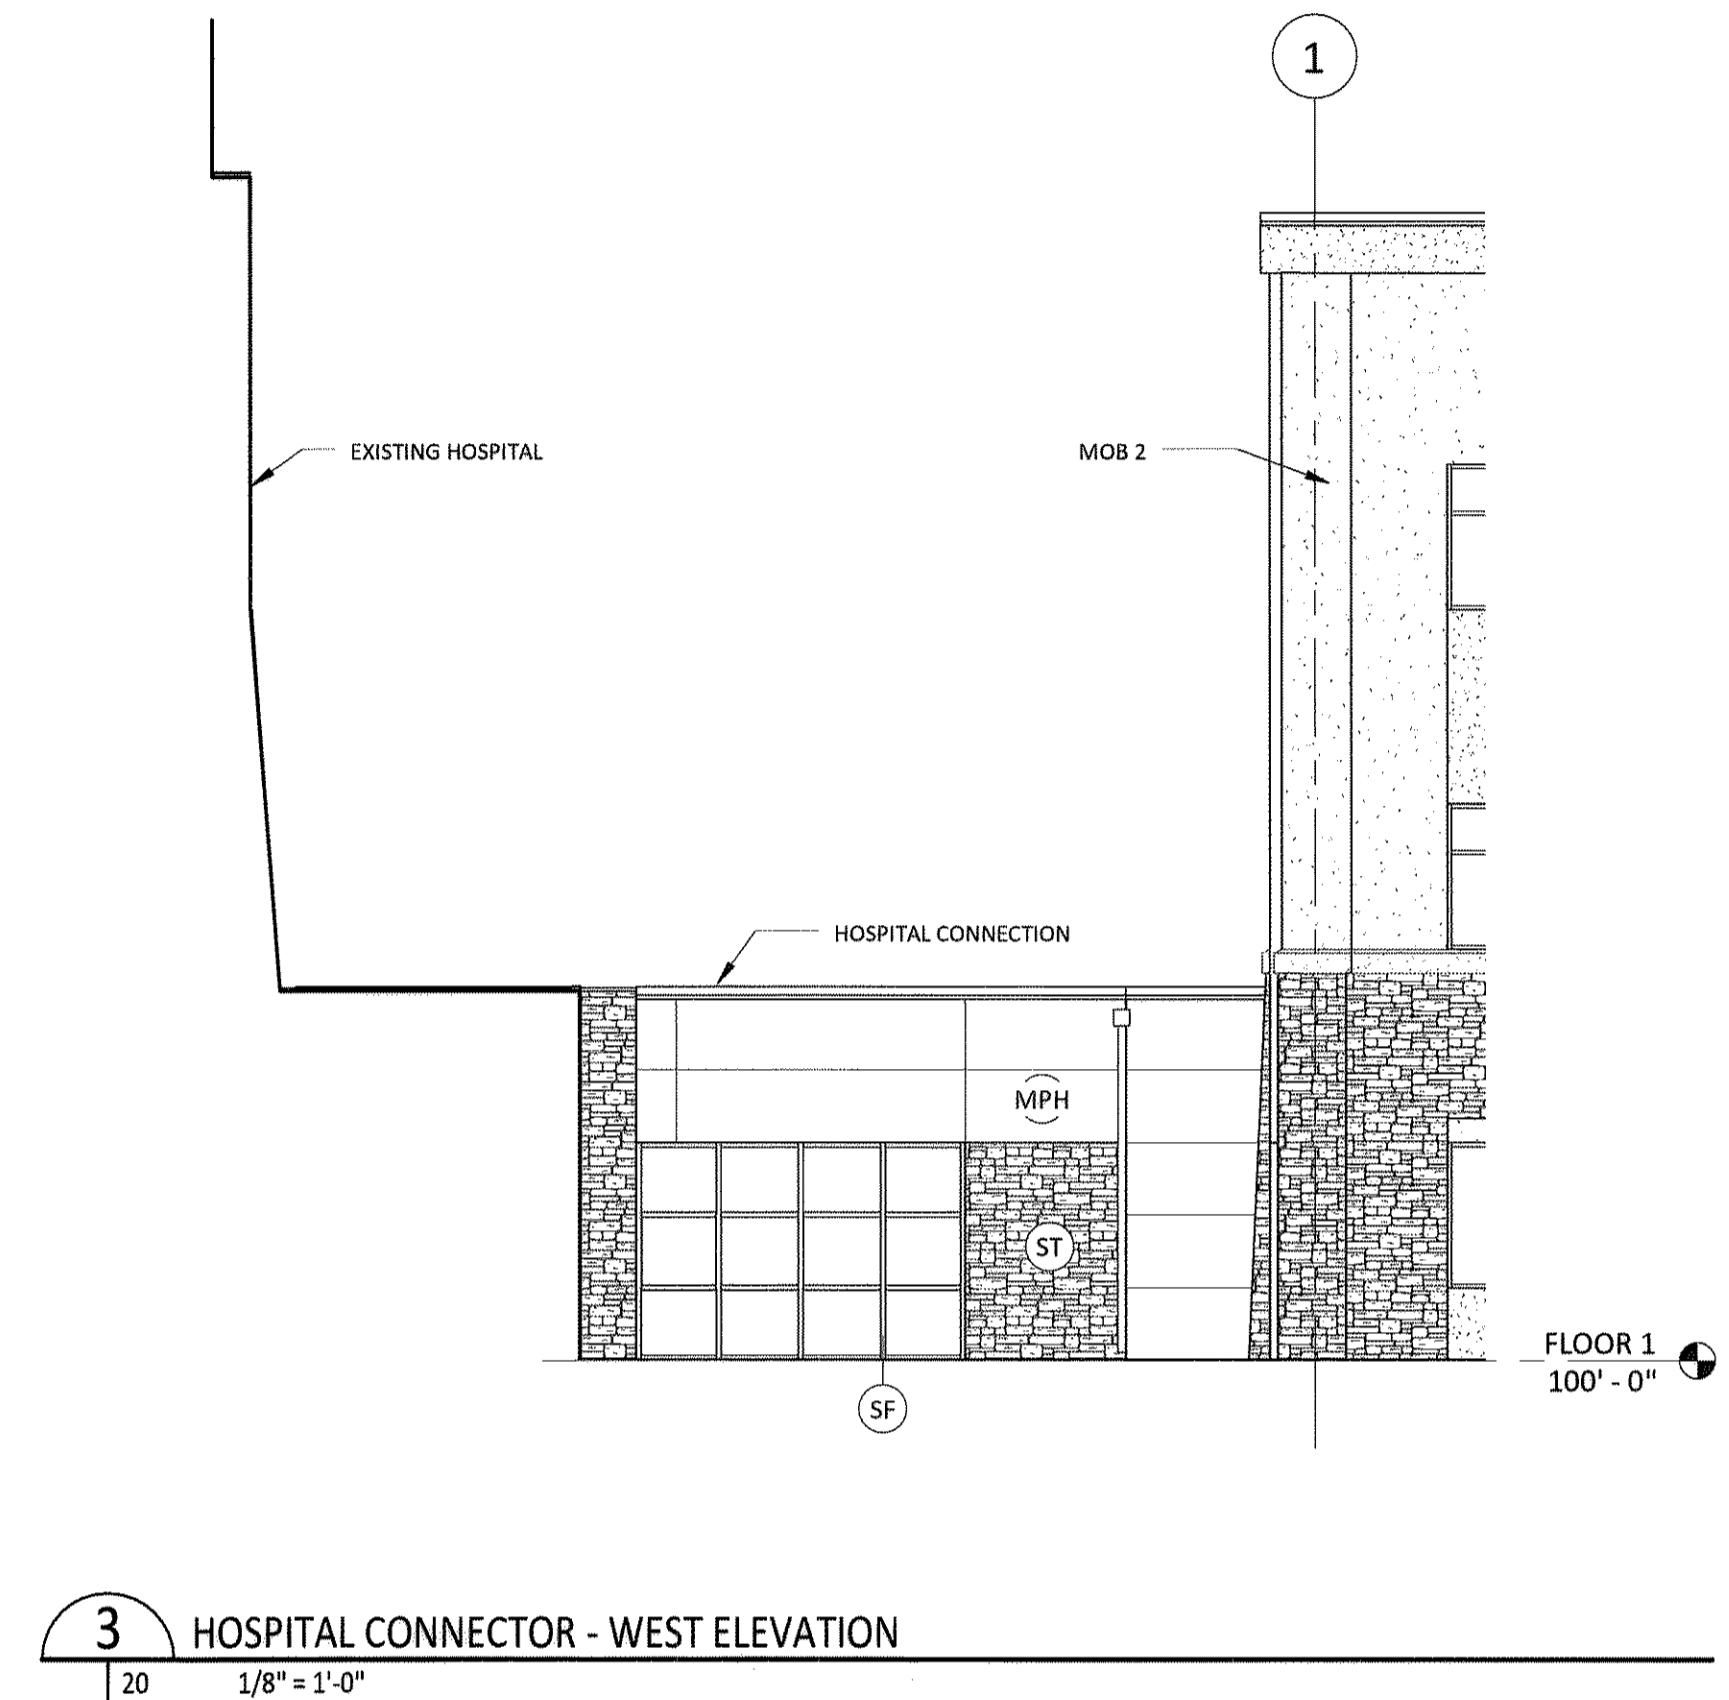 1
EXISTING HOSPITAL
MOB 2
HOSPITAL CONNECTION
MPH
ST
FLOOR 1
100' - 0"
SF
3 HOSPITAL CONNECTOR - WEST ELEVATION
20 1/8" = 1'-0"